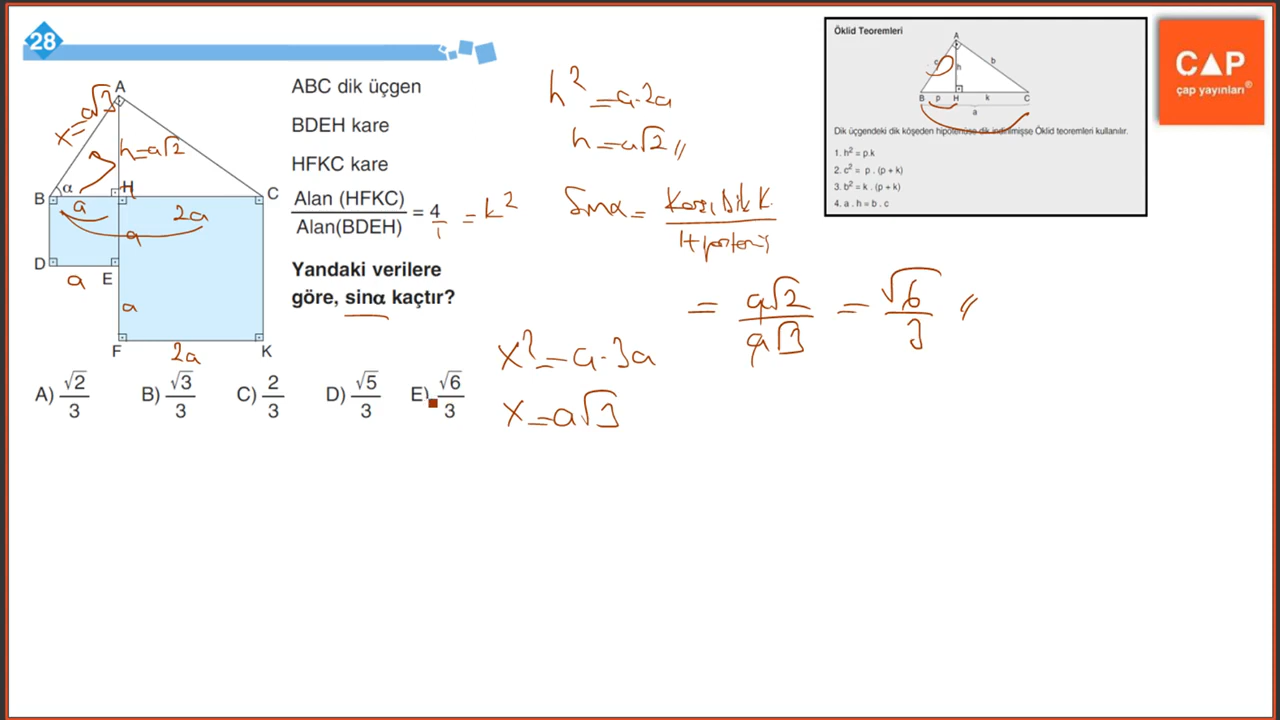 28
ABC dik üçgen
BDEH kare
HFKC kare
Alan (HFKC)
Alan(BDEH)
= 4
1
= k²
Yandaki verilere
göre, sinα kaçtır?
A
x = a√3
h = a√2
B
α
H
C
a
2a
a
D
E
a
a
F
2a
K
A) √2/3
B) √3/3
C) 2/3
D) √5/3
E) √6/3
h² = a·2a
h = a√2 //
Sinα = Karşı Dik K. / Hipotenüs
= a√2 / a√3 = √6 / 3 //
x² = a·3a
x = a√3
Öklid Teoremleri
A
c
h
b
B
p
H
k
C
a
Dik üçgendeki dik köşeden hipotenüse dik indirilmişse Öklid teoremleri kullanılır.
1. h² = p.k
2. c² = p . (p + k)
3. b² = k . (p + k)
4. a . h = b . c
ÇAP
çap yayınları®